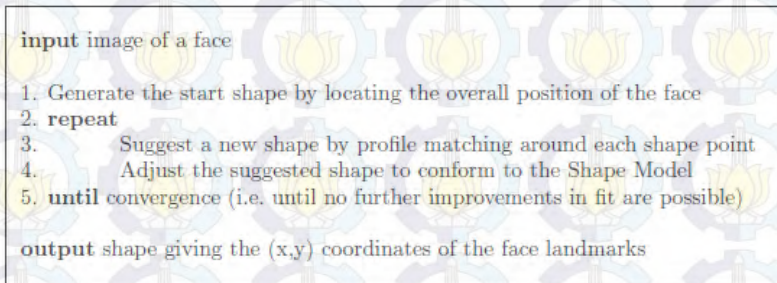 input image of a face
1. Generate the start shape by locating the overall position of the face
2. repeat
3. Suggest a new shape by profile matching around each shape point
4. Adjust the suggested shape to conform to the Shape Model
5. until convergence (i.e. until no further improvements in fit are possible)
output shape giving the (x,y) coordinates of the face landmarks